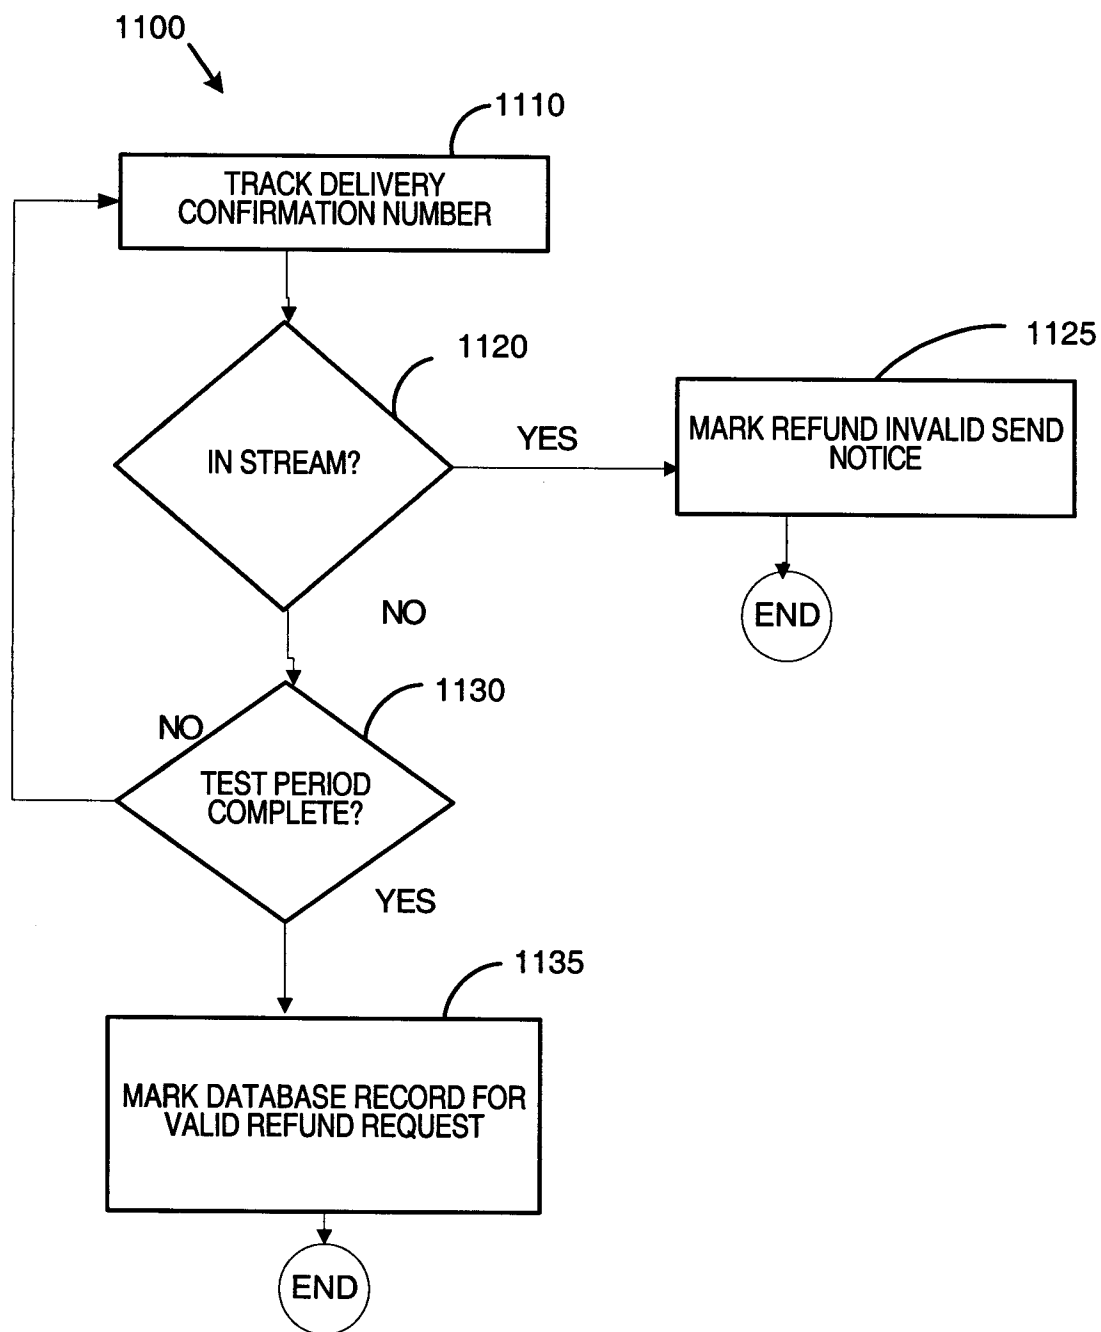 1100
1110
TRACK DELIVERY
CONFIRMATION NUMBER
1120
1125
IN STREAM?
YES
MARK REFUND INVALID SEND
NOTICE
NO
END
1130
NO
TEST PERIOD
COMPLETE?
YES
1135
MARK DATABASE RECORD FOR
VALID REFUND REQUEST
END